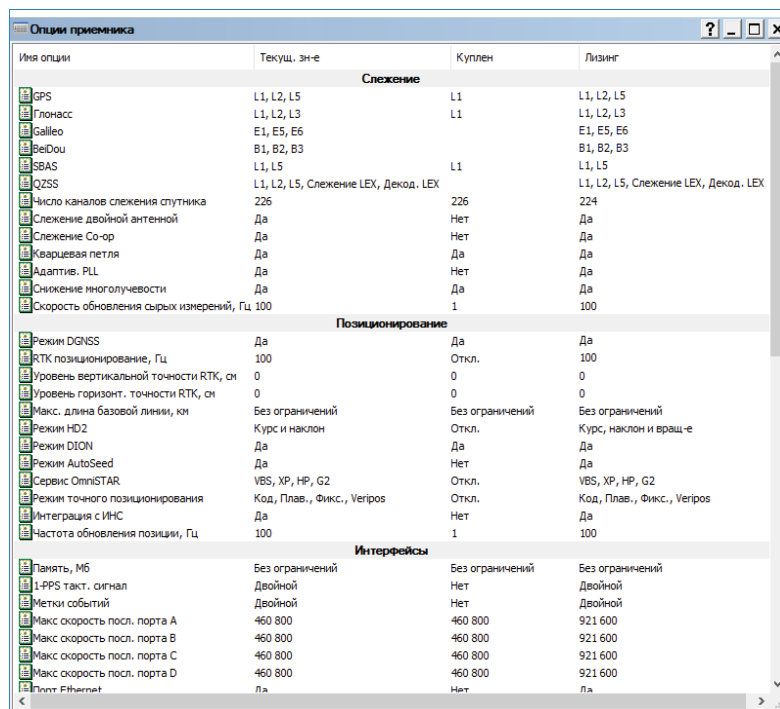 Опции приемника
Имя опции Текущ. зн-е Куплен Лизинг
Слежение
GPS L1, L2, L5 L1 L1, L2, L5
Глонасс L1, L2, L3 L1 L1, L2, L3
Galileo E1, E5, E6 E1, E5, E6
BeiDou B1, B2, B3 B1, B2, B3
SBAS L1, L5 L1 L1, L5
QZSS L1, L2, L5, Слежение LEX, Декод. LEX L1, L2, L5, Слежение LEX, Декод. LEX
Число каналов слежения спутника 226 226 224
Слежение двойной антенной Да Нет Да
Слежение Co-op Да Нет Да
Кварцевая петля Да Да Да
Адаптив. PLL Да Нет Да
Снижение многолучевости Да Да Да
Скорость обновления сырых измерений, Гц 100 1 100
Позиционирование
Режим DGNSS Да Да Да
RTK позиционирование, Гц 100 Откл. 100
Уровень вертикальной точности RTK, см 0 0 0
Уровень горизонт. точности RTK, см 0 0 0
Макс. длина базовой линии, км Без ограничений Без ограничений Без ограничений
Режим HD2 Курс и наклон Откл. Курс, наклон и вращ-е
Режим DION Да Да Да
Режим AutoSeed Да Нет Да
Сервис OmniSTAR VBS, XP, HP, G2 Откл. VBS, XP, HP, G2
Режим точного позиционирования Код, Плав., Фикс., Veripos Откл. Код, Плав., Фикс., Veripos
Интеграция с ИНС Да Нет Да
Частота обновления позиции, Гц 100 1 100
Интерфейсы
Память, Мб Без ограничений Без ограничений Без ограничений
1-PPS такт. сигнал Двойной Нет Двойной
Метки событий Двойной Нет Двойной
Макс скорость посл. порта A 460 800 460 800 921 600
Макс скорость посл. порта B 460 800 460 800 921 600
Макс скорость посл. порта C 460 800 460 800 921 600
Макс скорость посл. порта D 460 800 460 800 921 600
Порт Ethernet Да Нет Да